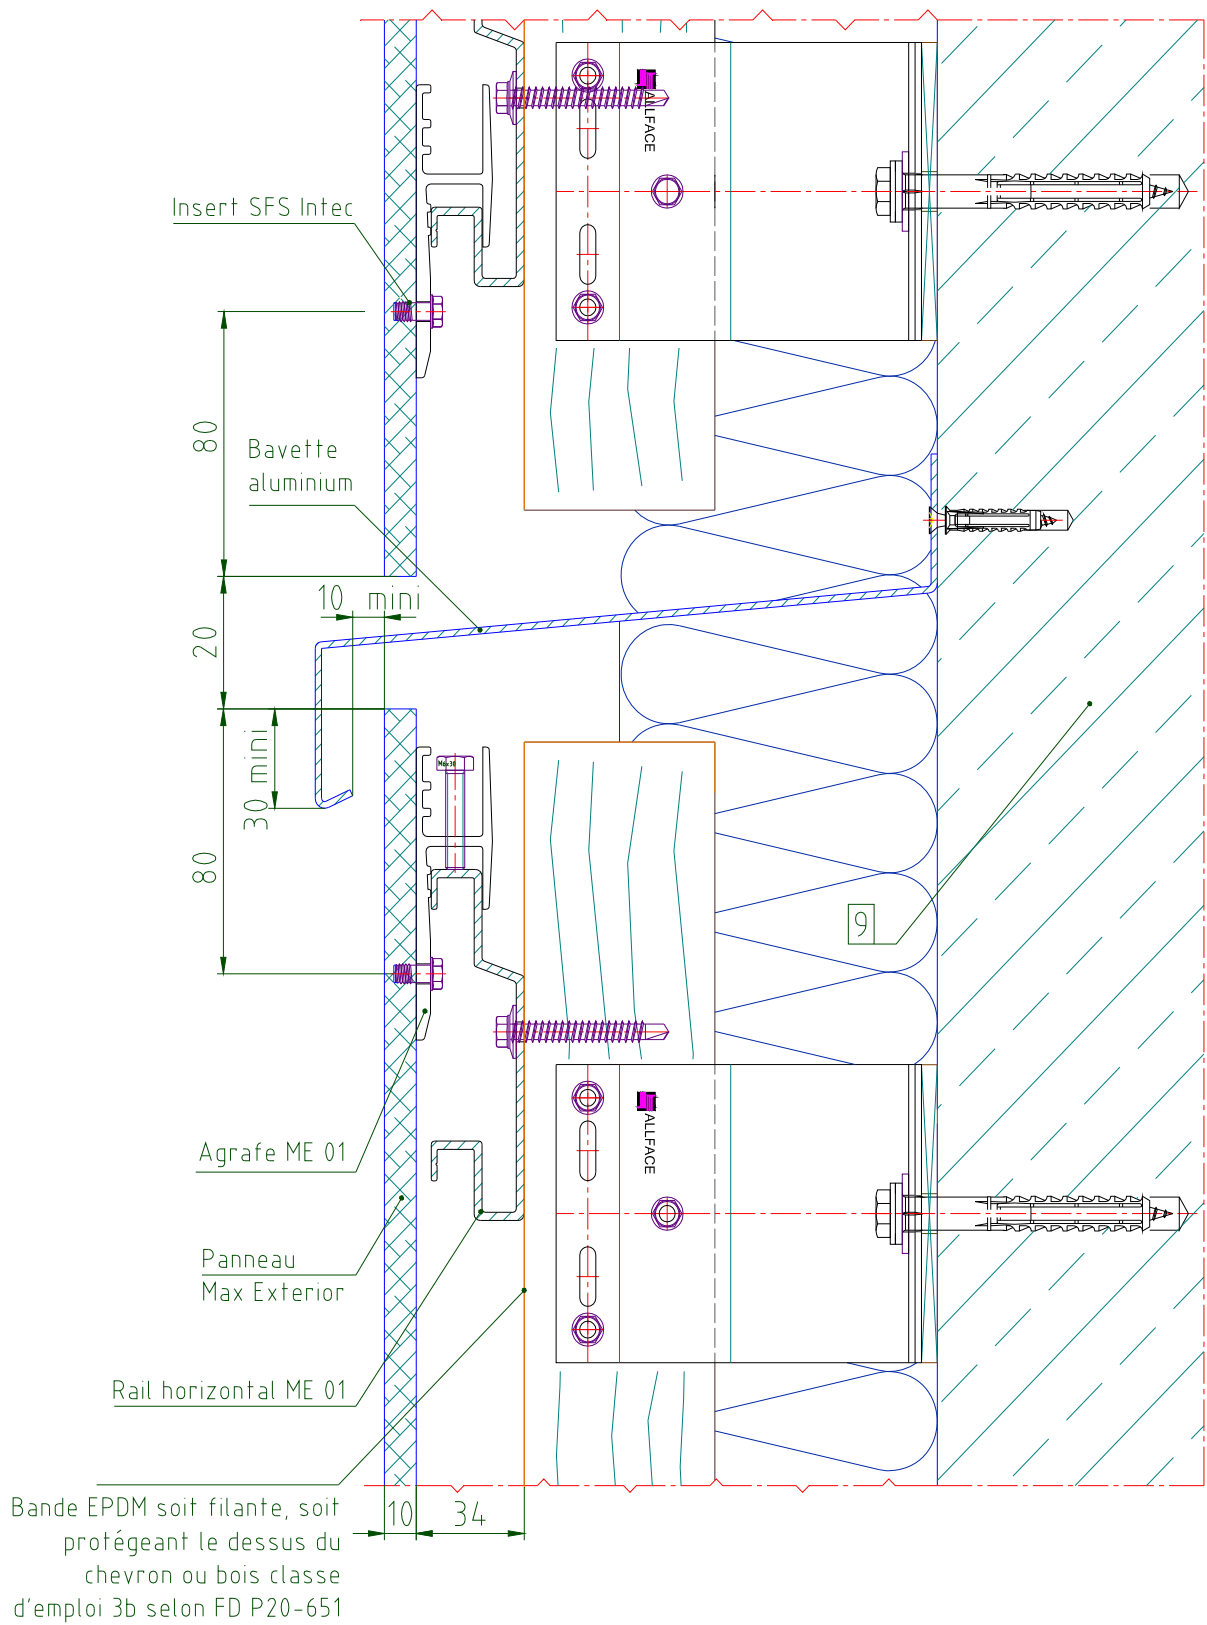 ALLFACE
Insert SFS Intec
80
Bavette
aluminium
10 mini
20
30 mini
M6x30
80
9
ALLFACE
Agrafe ME 01
Panneau
Max Exterior
Rail horizontal ME 01
Bande EPDM soit filante, soit
protégeant le dessus du
chevron ou bois classe
d'emploi 3b selon FD P20-651
10
34